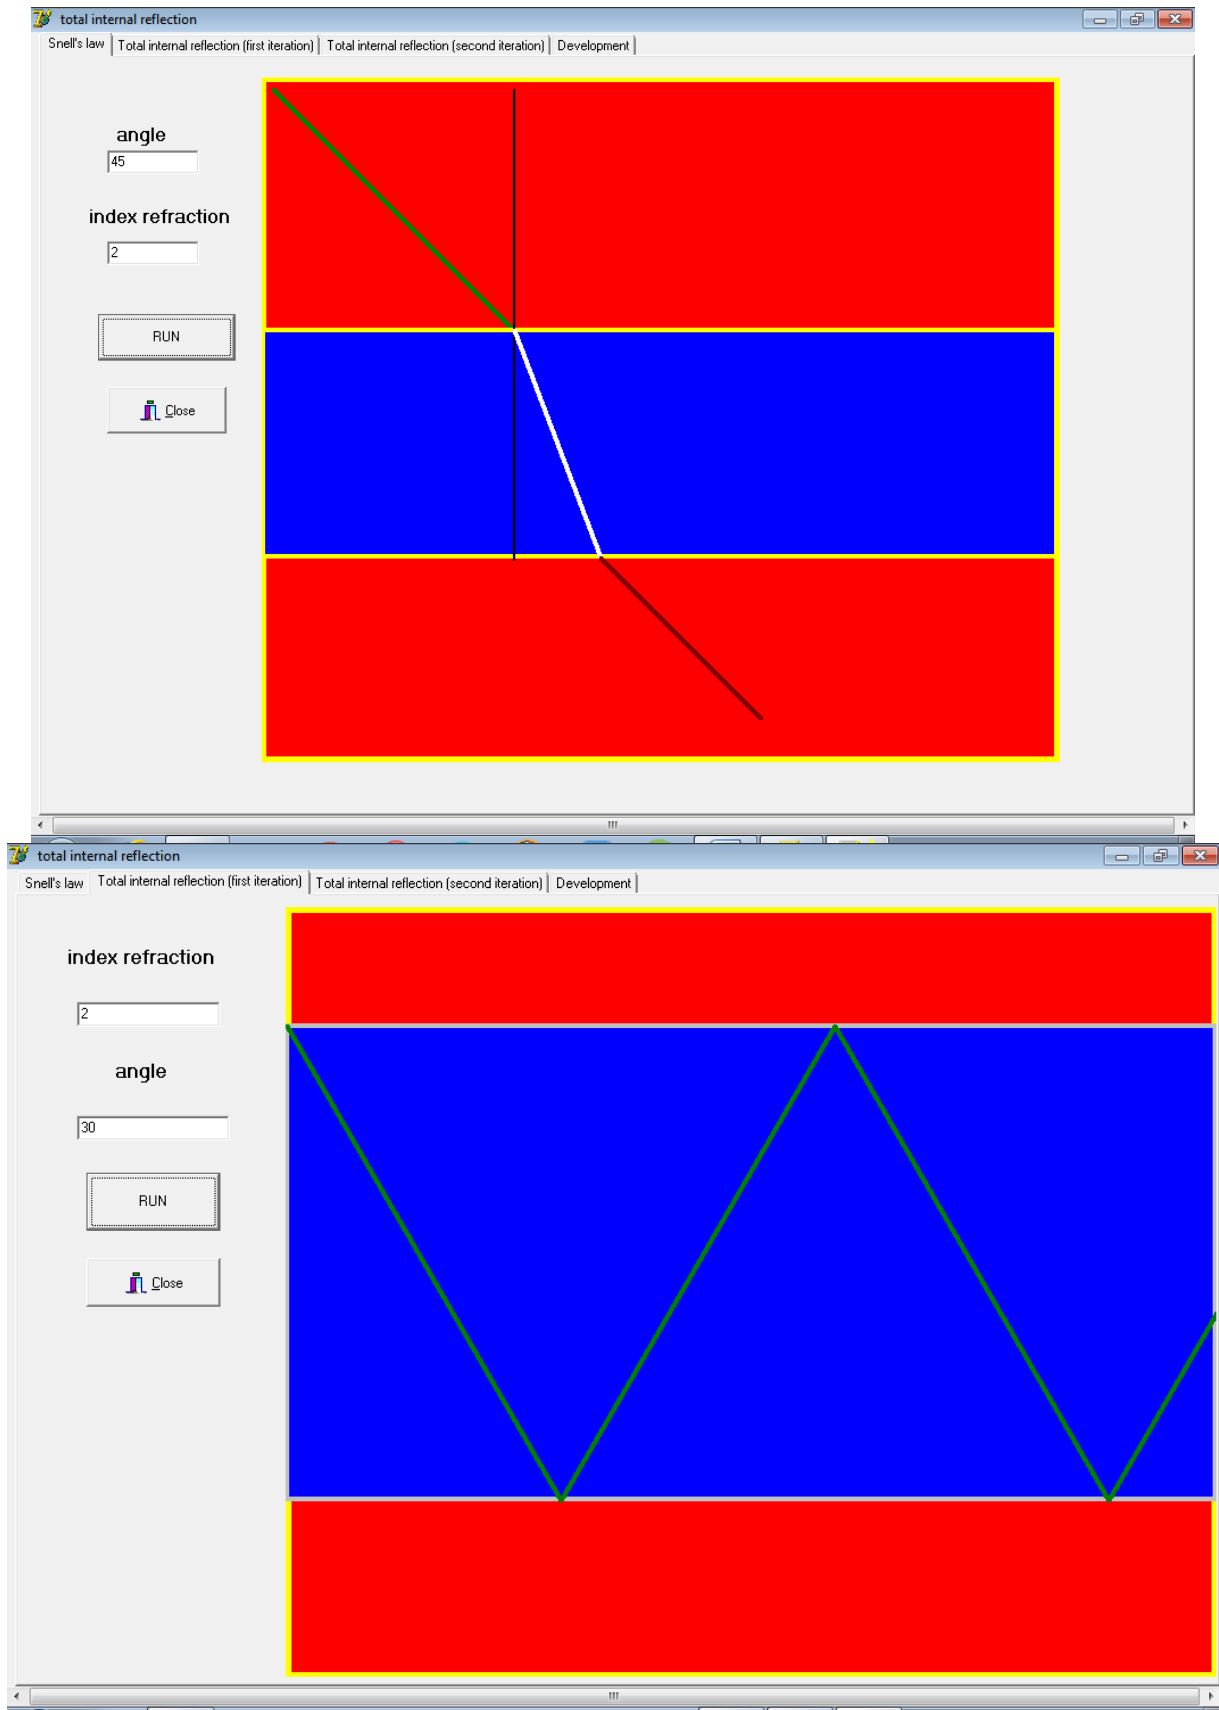 total internal reflection
Snell's law Total internal reflection (first iteration) Total internal reflection (second iteration) Development
angle
45
index refraction
2
RUN
Close
total internal reflection
Snell's law Total internal reflection (first iteration) Total internal reflection (second iteration) Development
index refraction
2
angle
30
RUN
Close